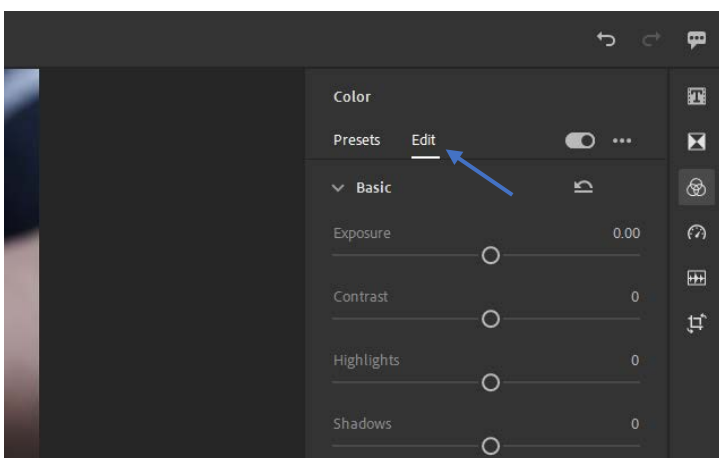 Color
Presets Edit
Basic
Exposure 0.00
Contrast 0
Highlights 0
Shadows 0